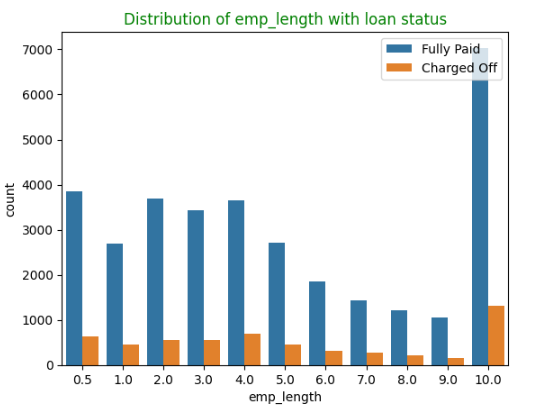 Distribution of emp_length with loan status
Fully Paid
Charged Off
7000
6000
5000
4000
3000
2000
1000
0
count
0.5 1.0 2.0 3.0 4.0 5.0 6.0 7.0 8.0 9.0 10.0
emp_length